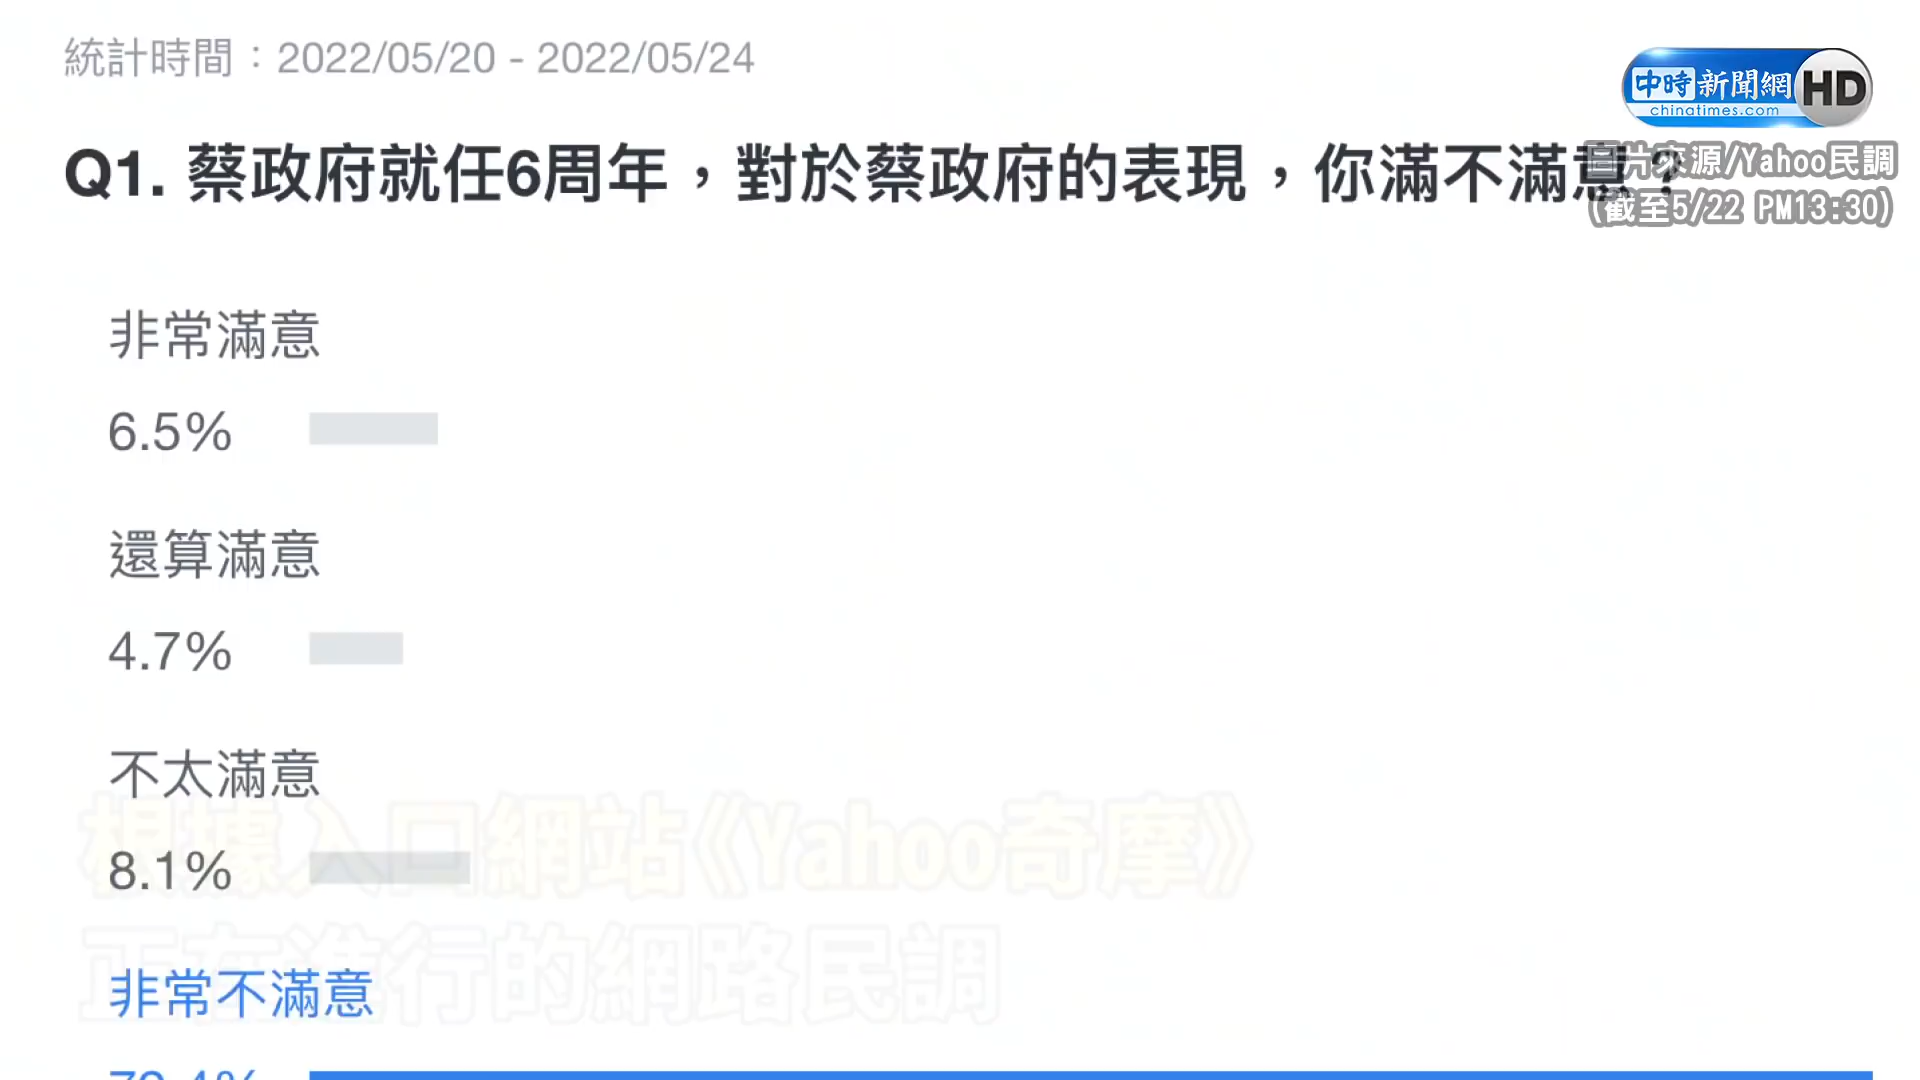 統計時間：2022/05/20 - 2022/05/24
中時新聞網HD
chinatimes.com
Q1. 蔡政府就任6周年，對於蔡政府的表現，你滿不滿意？
圖片來源/Yahoo民調
(截至5/22 PM13:30)
非常滿意
6.5%
還算滿意
4.7%
不太滿意
8.1%
根據入口網站《Yahoo奇摩》
正在進行的網路民調
非常不滿意